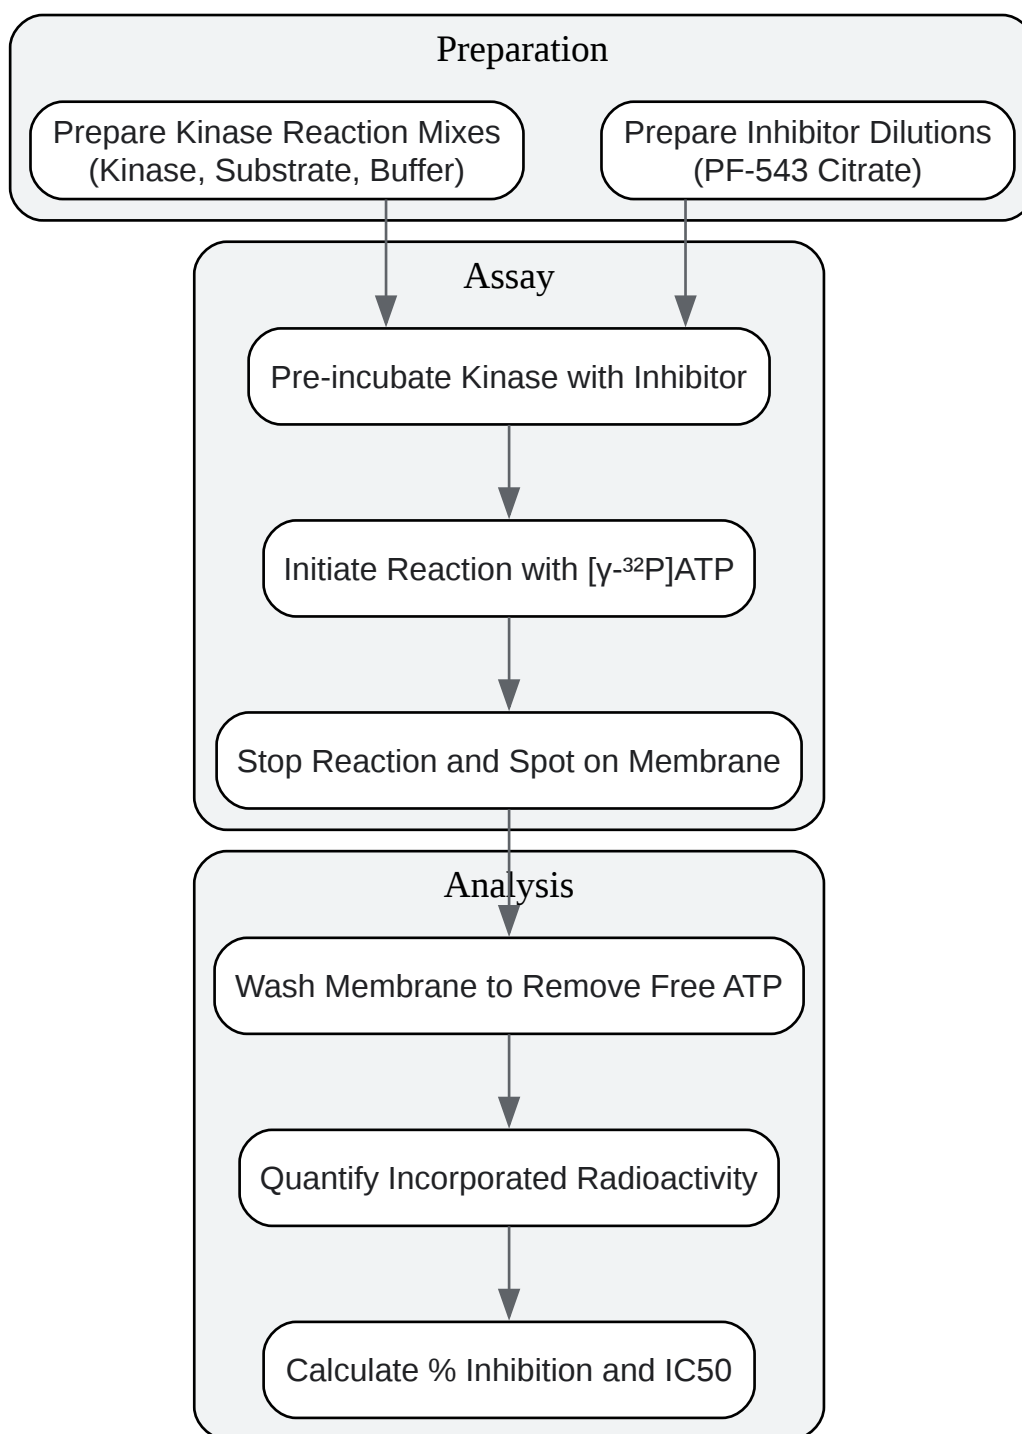 Preparation
Prepare Kinase Reaction Mixes
(Kinase, Substrate, Buffer)
Prepare Inhibitor Dilutions
(PF-543 Citrate)
Assay
Pre-incubate Kinase with Inhibitor
Initiate Reaction with [γ-³²P]ATP
Stop Reaction and Spot on Membrane
Analysis
Wash Membrane to Remove Free ATP
Quantify Incorporated Radioactivity
Calculate % Inhibition and IC50